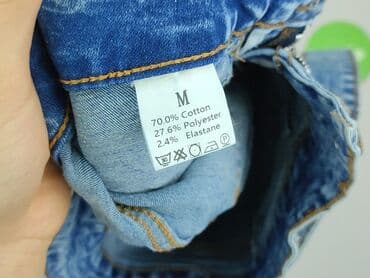 M
70.0% Cotton
27.6% Polyester
2.4% Elastane